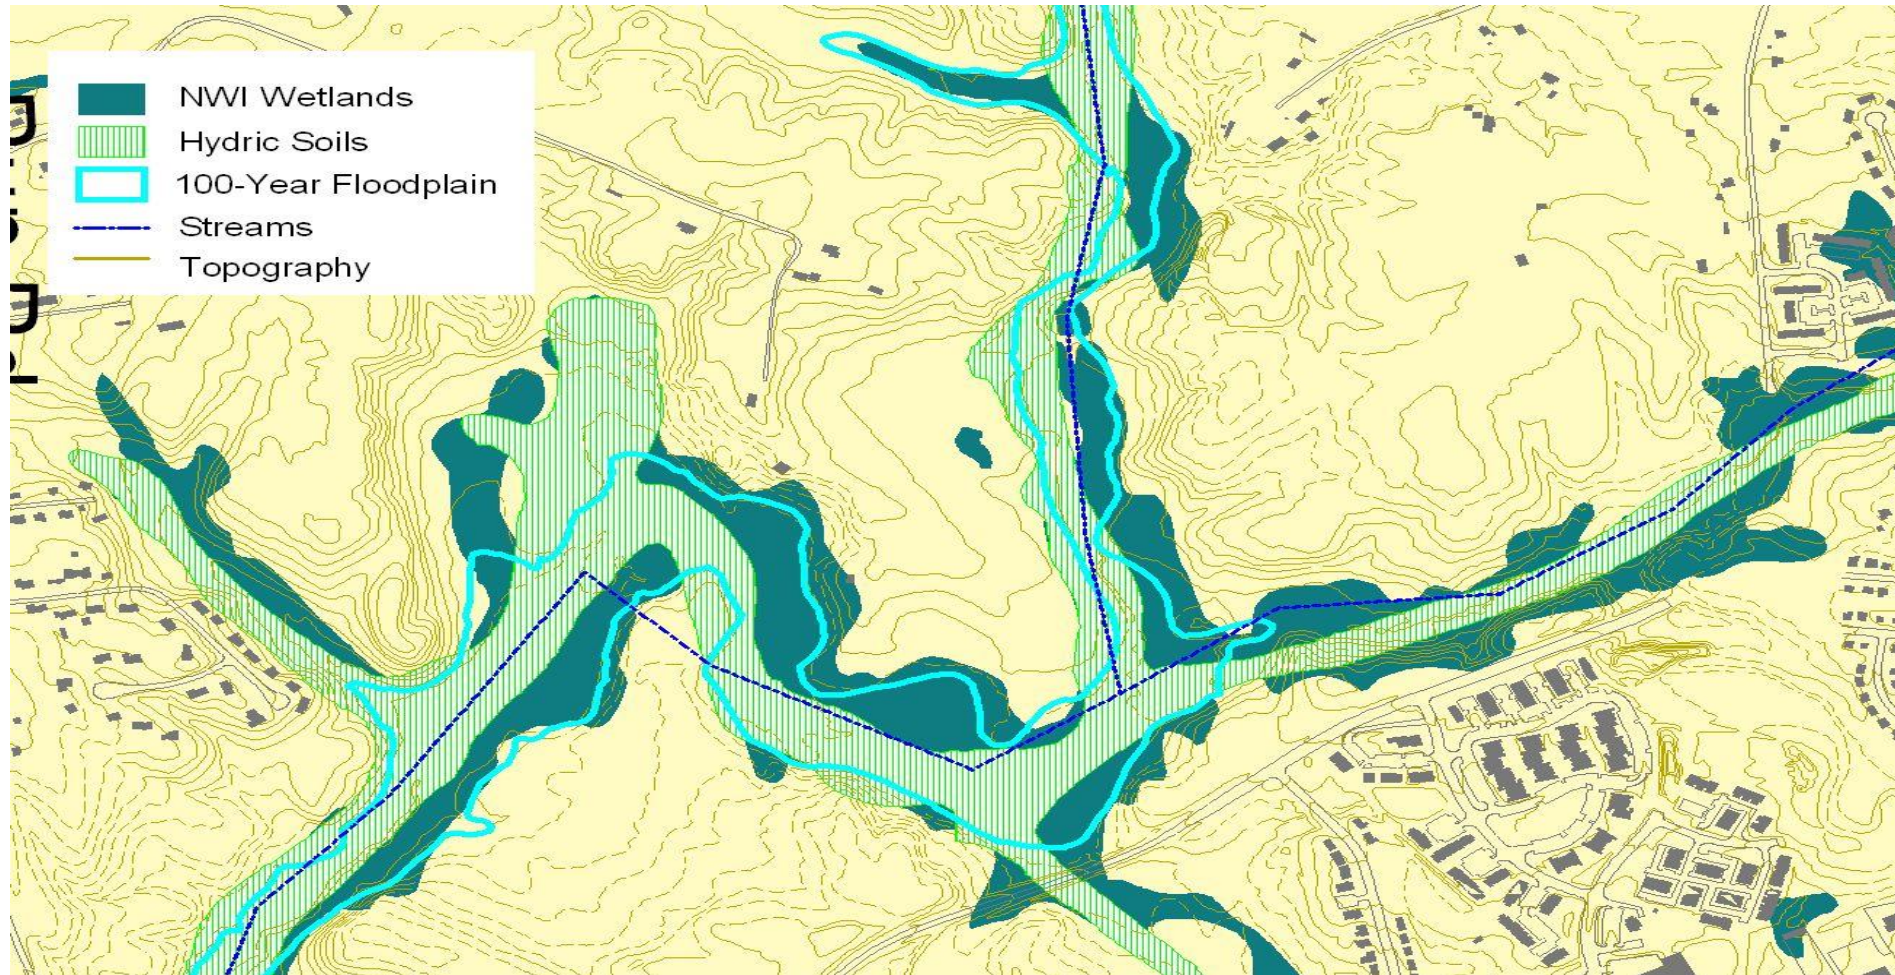 NWI Wetlands
Hydric Soils
100-Year Floodplain
Streams
Topography